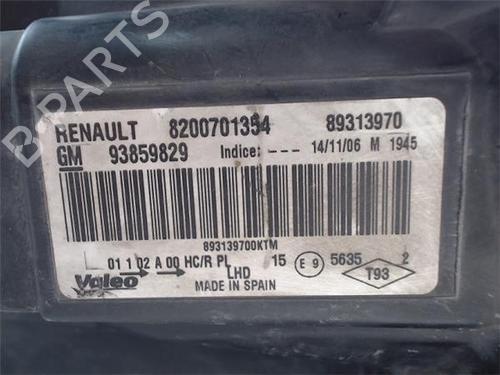 B-PARTS
RENAULT 8200701354 89313970
GM 93859829 Indice: --- 14/11/06 M 1945
893139700KTM
L 01 1 02 A 00 HC/R PL 15 E 9 5635 2
Valeo LHD T93
MADE IN SPAIN